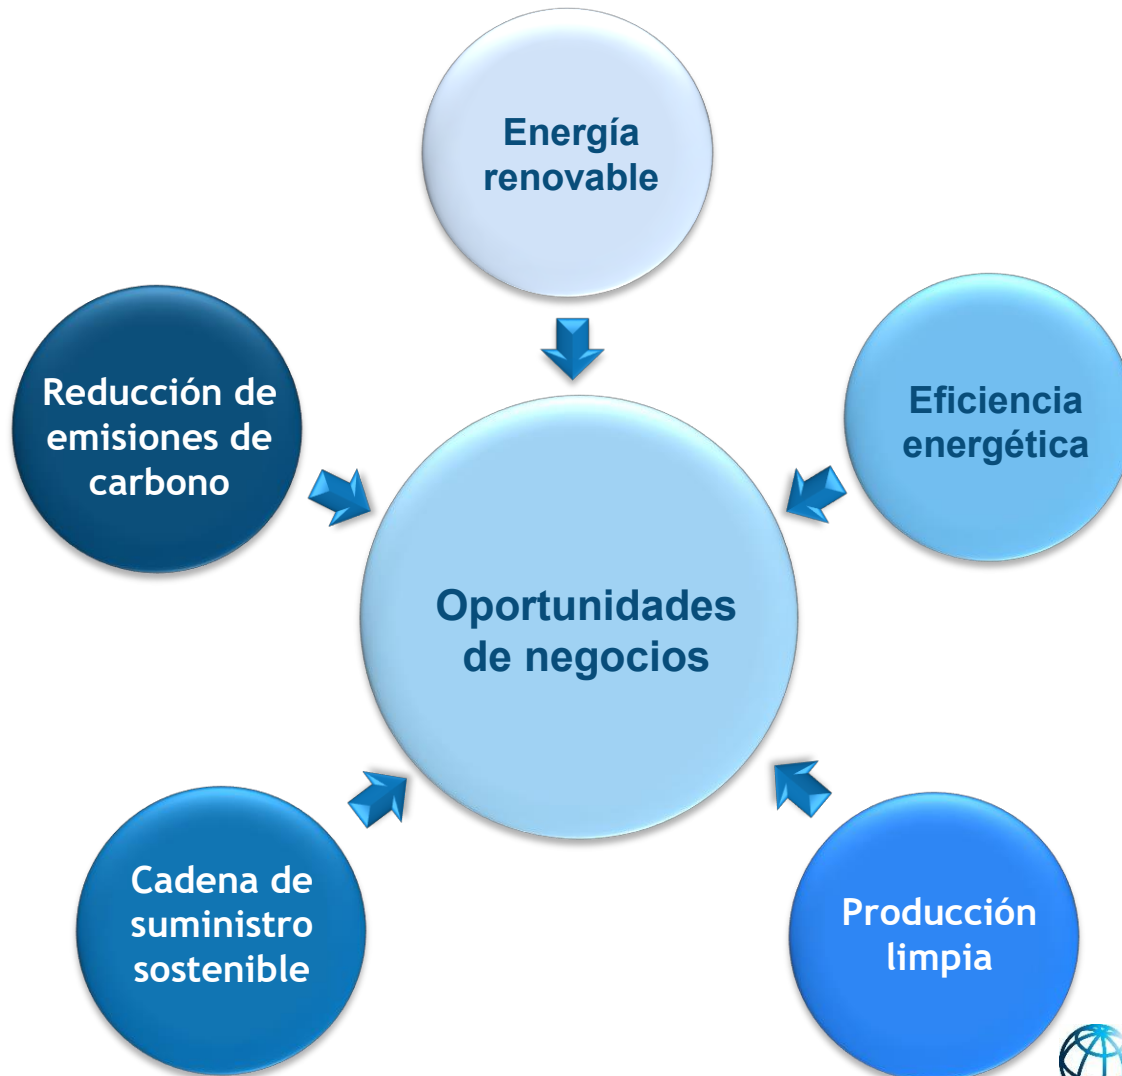 Energía
renovable
Reducción de
emisiones de
carbono
Eficiencia
energética
Oportunidades
de negocios
Cadena de
suministro
sostenible
Producción
limpia